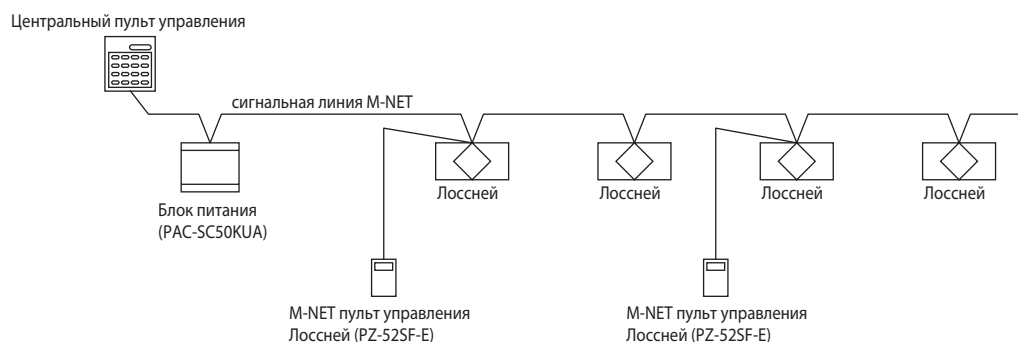 Центральный пульт управления
сигнальная линия M-NET
Лоссней
Лоссней
Лоссней
Лоссней
Блок питания
(PAC-SC50KUA)
M-NET пульт управления
Лоссней (PZ-52SF-E)
M-NET пульт управления
Лоссней (PZ-52SF-E)